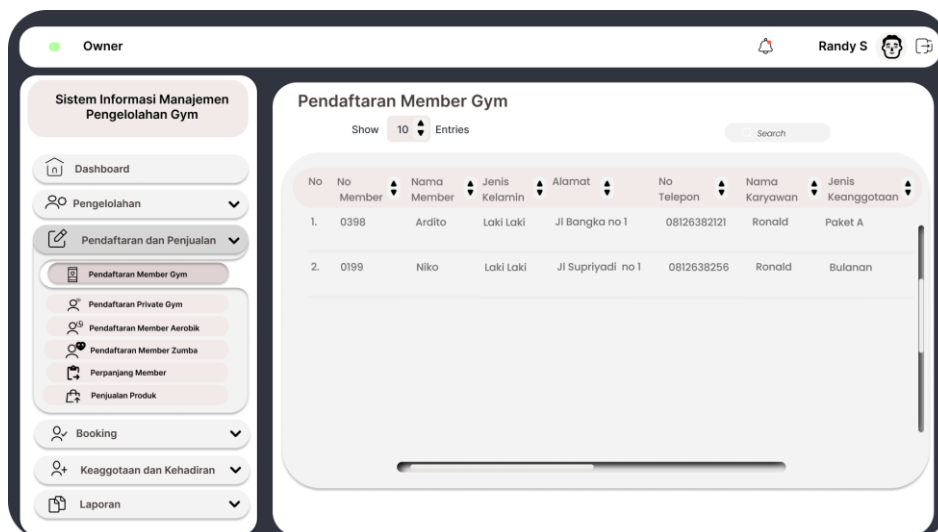 Owner
Randy S
Sistem Informasi Manajemen
Pengelolahan Gym
Dashboard
Pengelolahan
Pendaftaran dan Penjualan
Pendaftaran Member Gym
Pendaftaran Private Gym
Pendaftaran Member Aerobik
Pendaftaran Member Zumba
Perpanjang Member
Penjualan Produk
Booking
Keaggotaan dan Kehadiran
Laporan
Pendaftaran Member Gym
Show 10 Entries
Search
No No Member Nama Member Jenis Kelamin Alamat No Telepon Nama Karyawan Jenis Keanggotaan
1. 0398 Ardito Laki Laki Jl Bangka no 1 08126382121 Ronald Paket A
2. 0199 Niko Laki Laki Jl Supriyadi no 1 0812638256 Ronald Bulanan